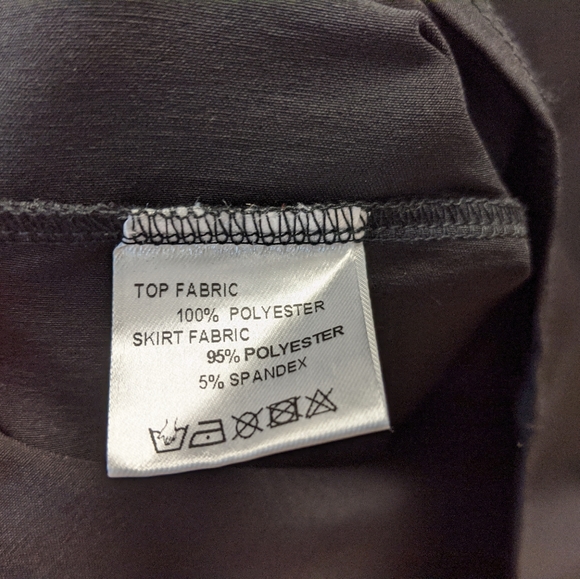 TOP FABRIC
100% POLYESTER
SKIRT FABRIC
95% POLYESTER
5% SPANDEX